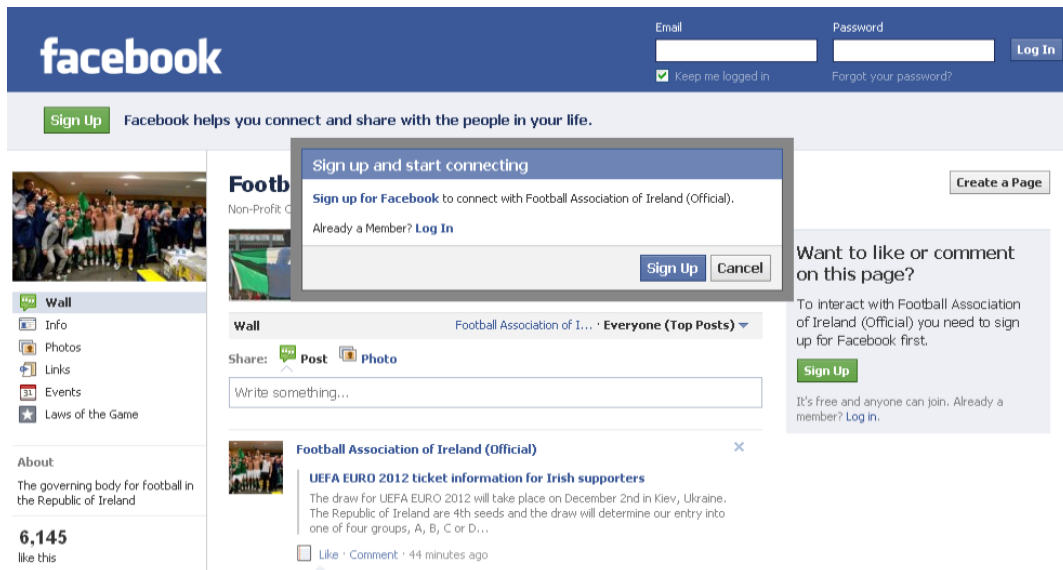 facebook
Email
Password
Log In
Keep me logged in
Forgot your password?
Sign Up
Facebook helps you connect and share with the people in your life.
Sign up and start connecting
Sign up for Facebook to connect with Football Association of Ireland (Official).
Already a Member? Log In
Sign Up
Cancel
Footb
Non-Profit
Create a Page
Wall
Info
Photos
Links
31 Events
Laws of the Game
About
The governing body for football in
the Republic of Ireland
6,145
like this
Wall
Football Association of I... · Everyone (Top Posts)
Share: Post Photo
Write something...
Football Association of Ireland (Official)
UEFA EURO 2012 ticket information for Irish supporters
The draw for UEFA EURO 2012 will take place on December 2nd in Kiev, Ukraine.
The Republic of Ireland are 4th seeds and the draw will determine our entry into
one of four groups, A, B, C or D...
Like · Comment · 44 minutes ago
Want to like or comment
on this page?
To interact with Football Association
of Ireland (Official) you need to sign
up for Facebook first.
Sign Up
It's free and anyone can join. Already a
member? Log in.